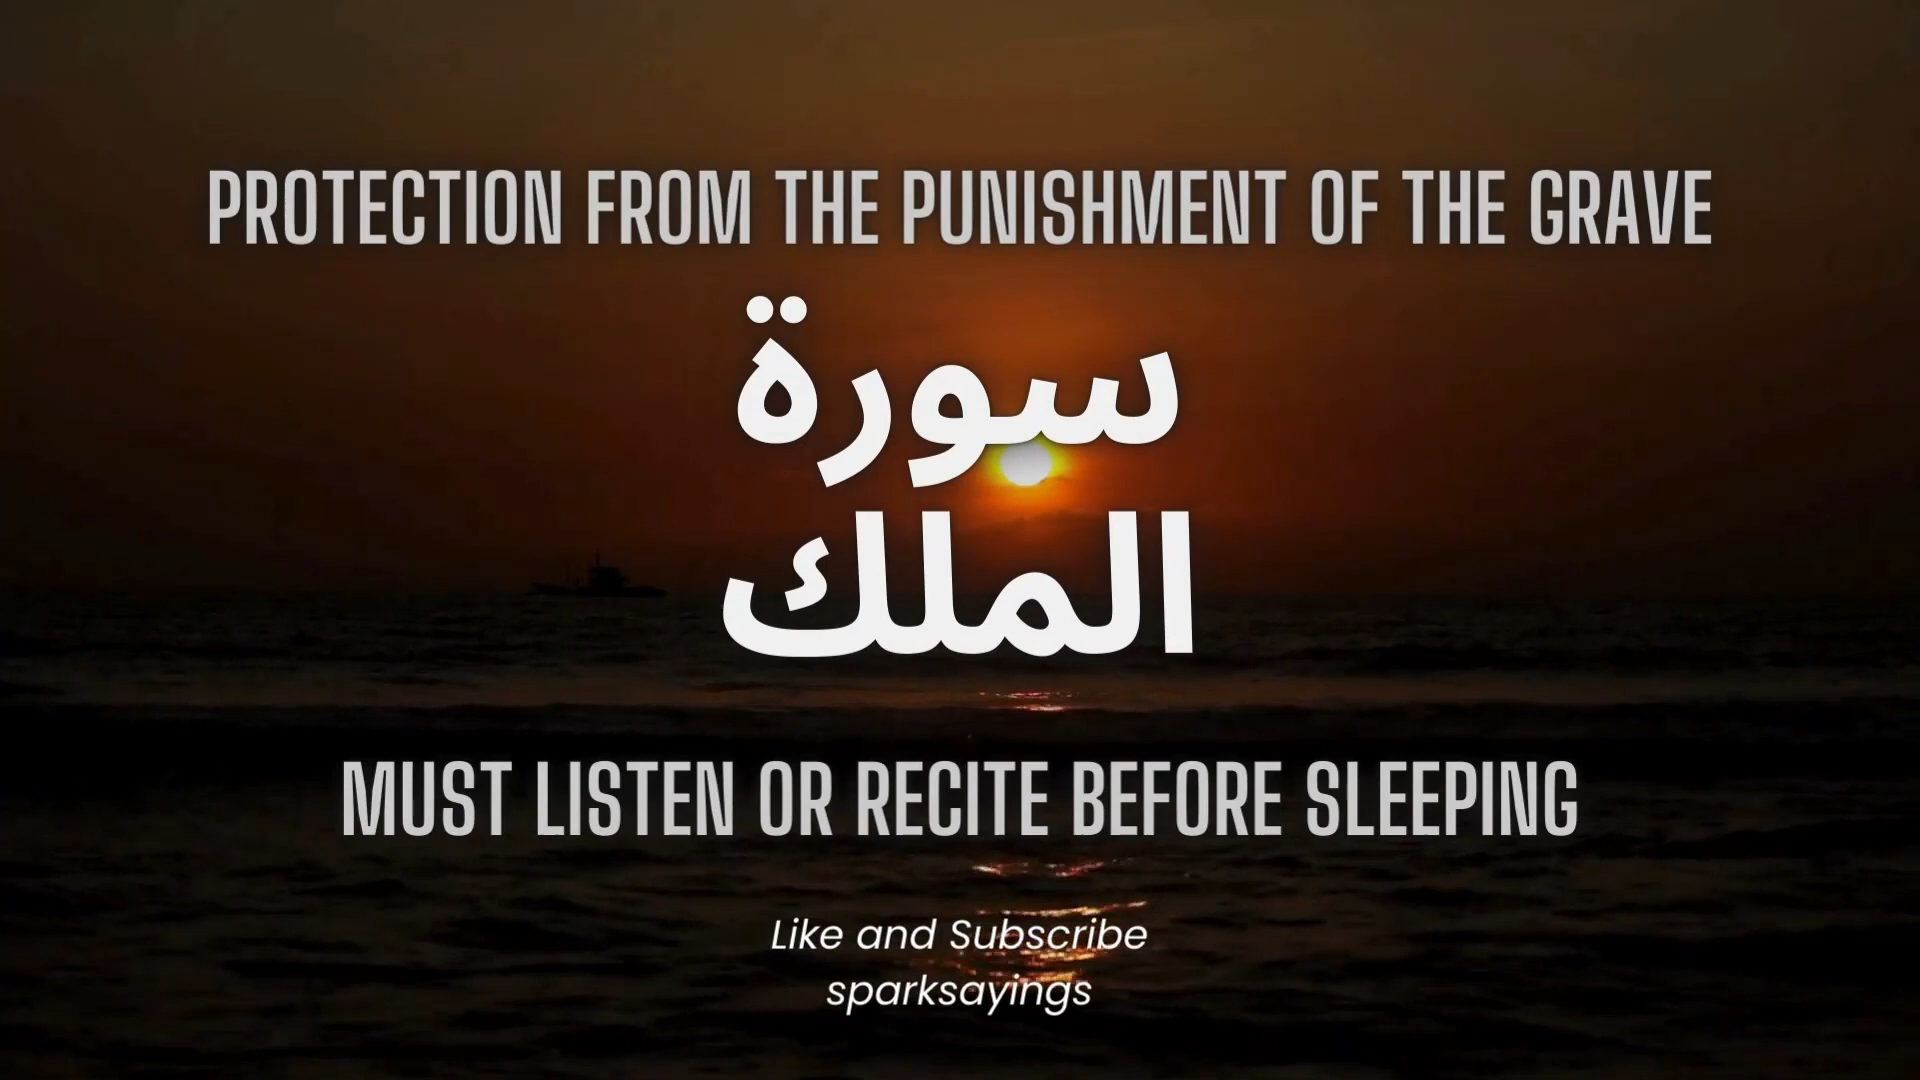 PROTECTION FROM THE PUNISHMENT OF THE GRAVE
سورة
الملك
MUST LISTEN OR RECITE BEFORE SLEEPING
Like and Subscribe
sparksayings